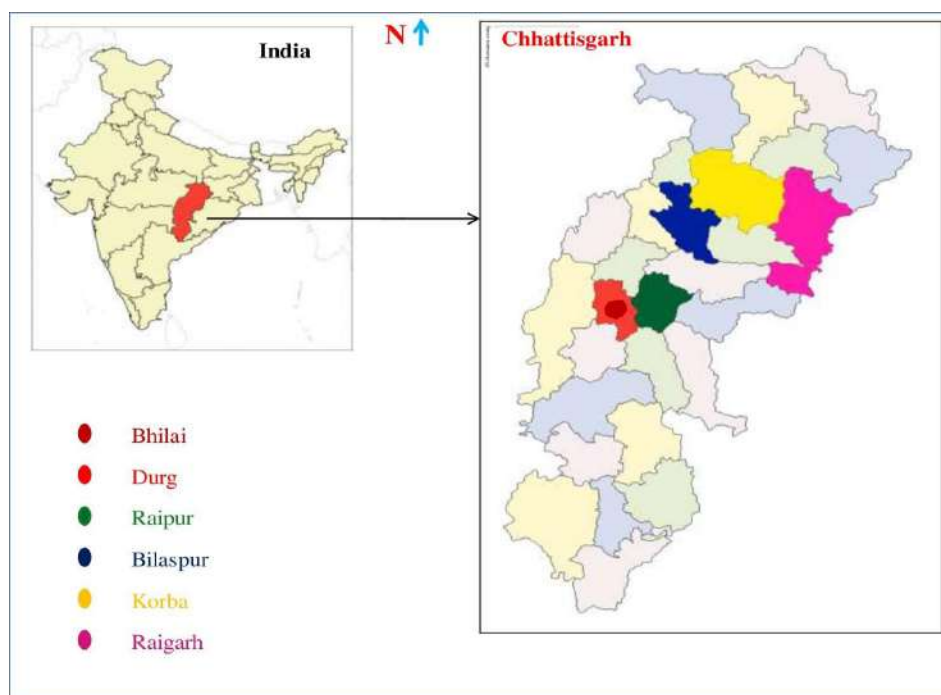 India
N
Chhattisgarh
Bhilai
Durg
Raipur
Bilaspur
Korba
Raigarh